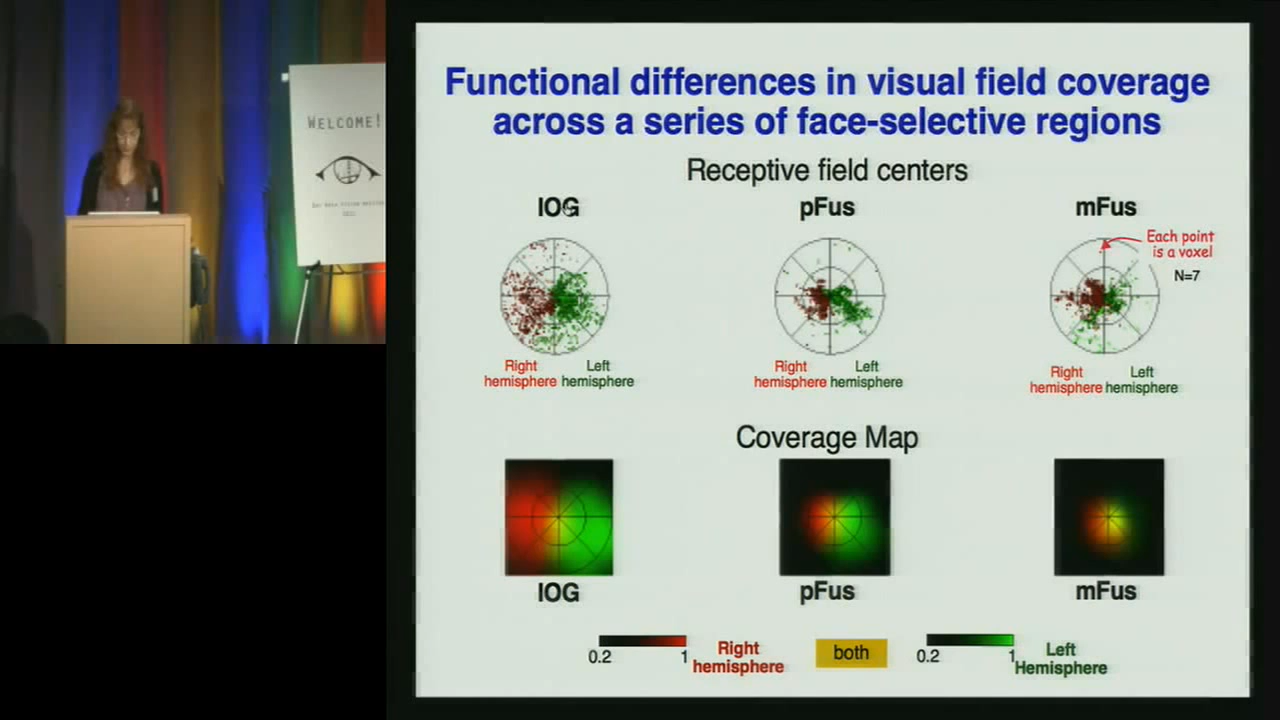 WELCOME!
Functional differences in visual field coverage
across a series of face-selective regions
Receptive field centers
IOG
pFus
mFus
Each point
is a voxel
N=7
Right
hemisphere
Left
hemisphere
Right
hemisphere
Left
hemisphere
Right
hemisphere
Left
hemisphere
Coverage Map
IOG
pFus
mFus
0.2
1
Right
hemisphere
both
0.2
1
Left
Hemisphere